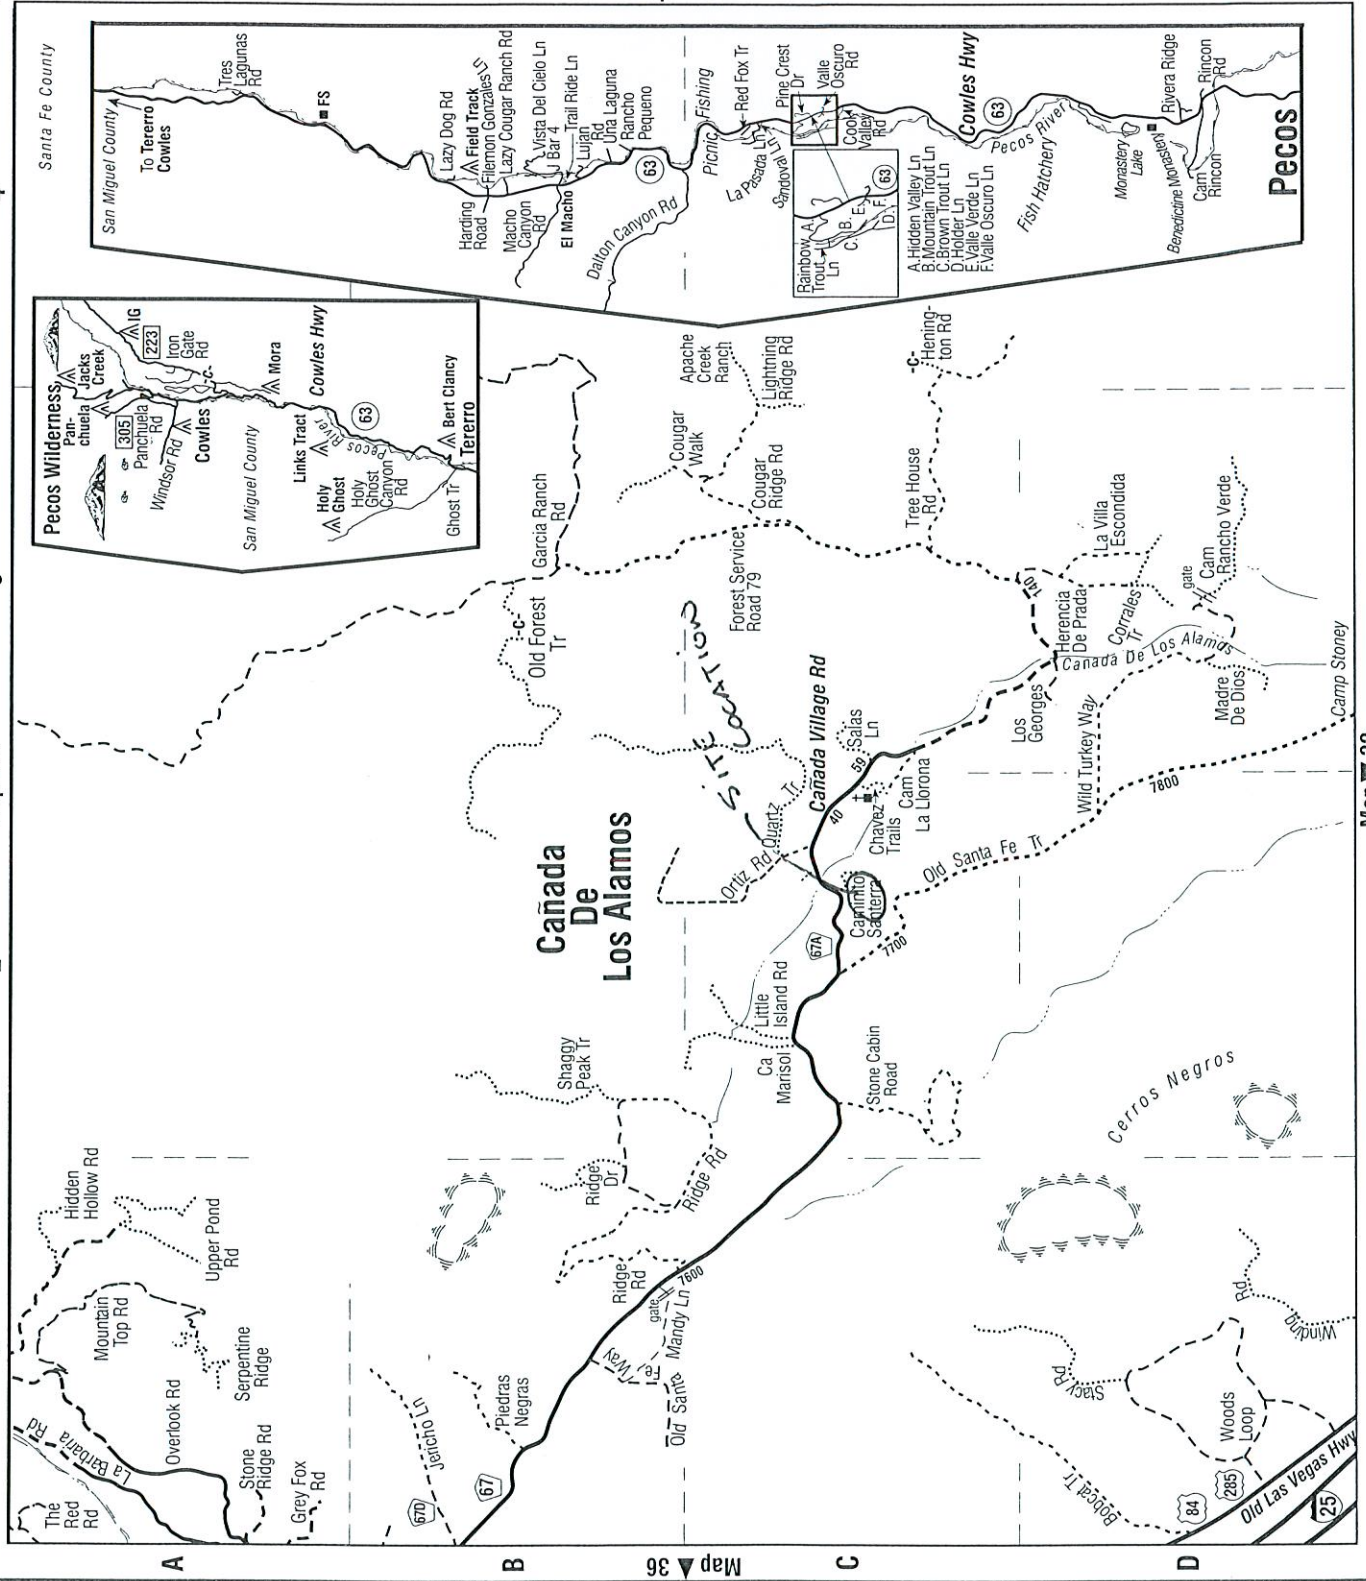 Santa Fe County
San Miguel County
To Tererro
Cowles
Tres
Lagunas
Rd
FS
Lazy Dog Rd
Field Track
Filemon Gonzales Ln
Lazy Cougar Ranch Rd
Harding
Road
Macho
Canyon
Rd
Vista Del Cielo Ln
J Bar 4
Trail Ride Ln
El Macho
Lujan
Rd
Una Laguna
Rancho
Pequeno
63
Dalton Canyon Rd
Picnic
Fishing
Red Fox Tr
La Pasada Ln
Sandoval Ln
Pine Crest
Dr
Valle
Oscuro
Rd
Cook
Valley
Rd
Rainbow
Trout
Ln
A.
B.
C.
E.
D.
F.
63
A.Hidden Valley Ln
B.Mountain Trout Ln
C.Brown Trout Ln
D.Holder Ln
E.Valle Verde Ln
F.Valle Oscuro Ln
Cowles Hwy
63
Pecos River
Fish Hatchery
Monastery
Lake
Benedictine Monastery
Rivera Ridge
Cam
Rincon
Rincon
Rd
Pecos
Pecos Wilderness
Pan-
chuela
Jacks
Creek
IG
223
Iron
Gate
Rd
305
Panchuela
Rd
Windsor Rd
-C-
Cowles
Mora
San Miguel County
Links Tract
Cowles Hwy
Pecos River
63
Holy
Ghost
Holy
Ghost
Canyon
Rd
Bert Clancy
Tererro
Ghost Tr
Garcia Ranch
Rd
-C-
Old Forest
Tr
Apache
Creek
Ranch
Lightning
Ridge Rd
Cougar
Walk
Cougar
Ridge Rd
Forest Service
Road 79
-C-
Hening-
ton Rd
Tree House
Rd
La Villa
Escondida
140
Herencia
De Prada
Corrales
Tr
gate
Cam
Rancho Verde
Cañada De Los Alamos
Madre
De Dios
Los
Georges
Wild Turkey Way
Camp Stoney
7800
Old Santa Fe Tr
SITE LOCATION
Cañada
De
Los Alamos
Cañada Village Rd
Salas
Ln
59
40
Chavez
Trails
Cam
La Llorona
Quartz Tr
Ortiz Rd
Caminito
Santerra
67A
7700
Little
Island Rd
Ca
Marisol
Stone Cabin
Road
Shaggy
Peak Tr
Ridge
Dr
Ridge Rd
Ridge
Rd
7600
gate
Mandy Ln
Old Santa Fe Way
Cerros Negros
Hidden
Hollow Rd
Upper Pond
Rd
Mountain
Top Rd
Serpentine
Ridge
Overlook Rd
La Barbaria Rd
The
Red
Rd
Stone
Ridge Rd
Grey Fox
Rd
Jericho Ln
Piedras
Negras
67D
67
Stacy Rd
Winding Rd
Woods
Loop
Bobcat Tr
84
285
Old Las Vegas Hwy
25
A
B
C
D
Map 36